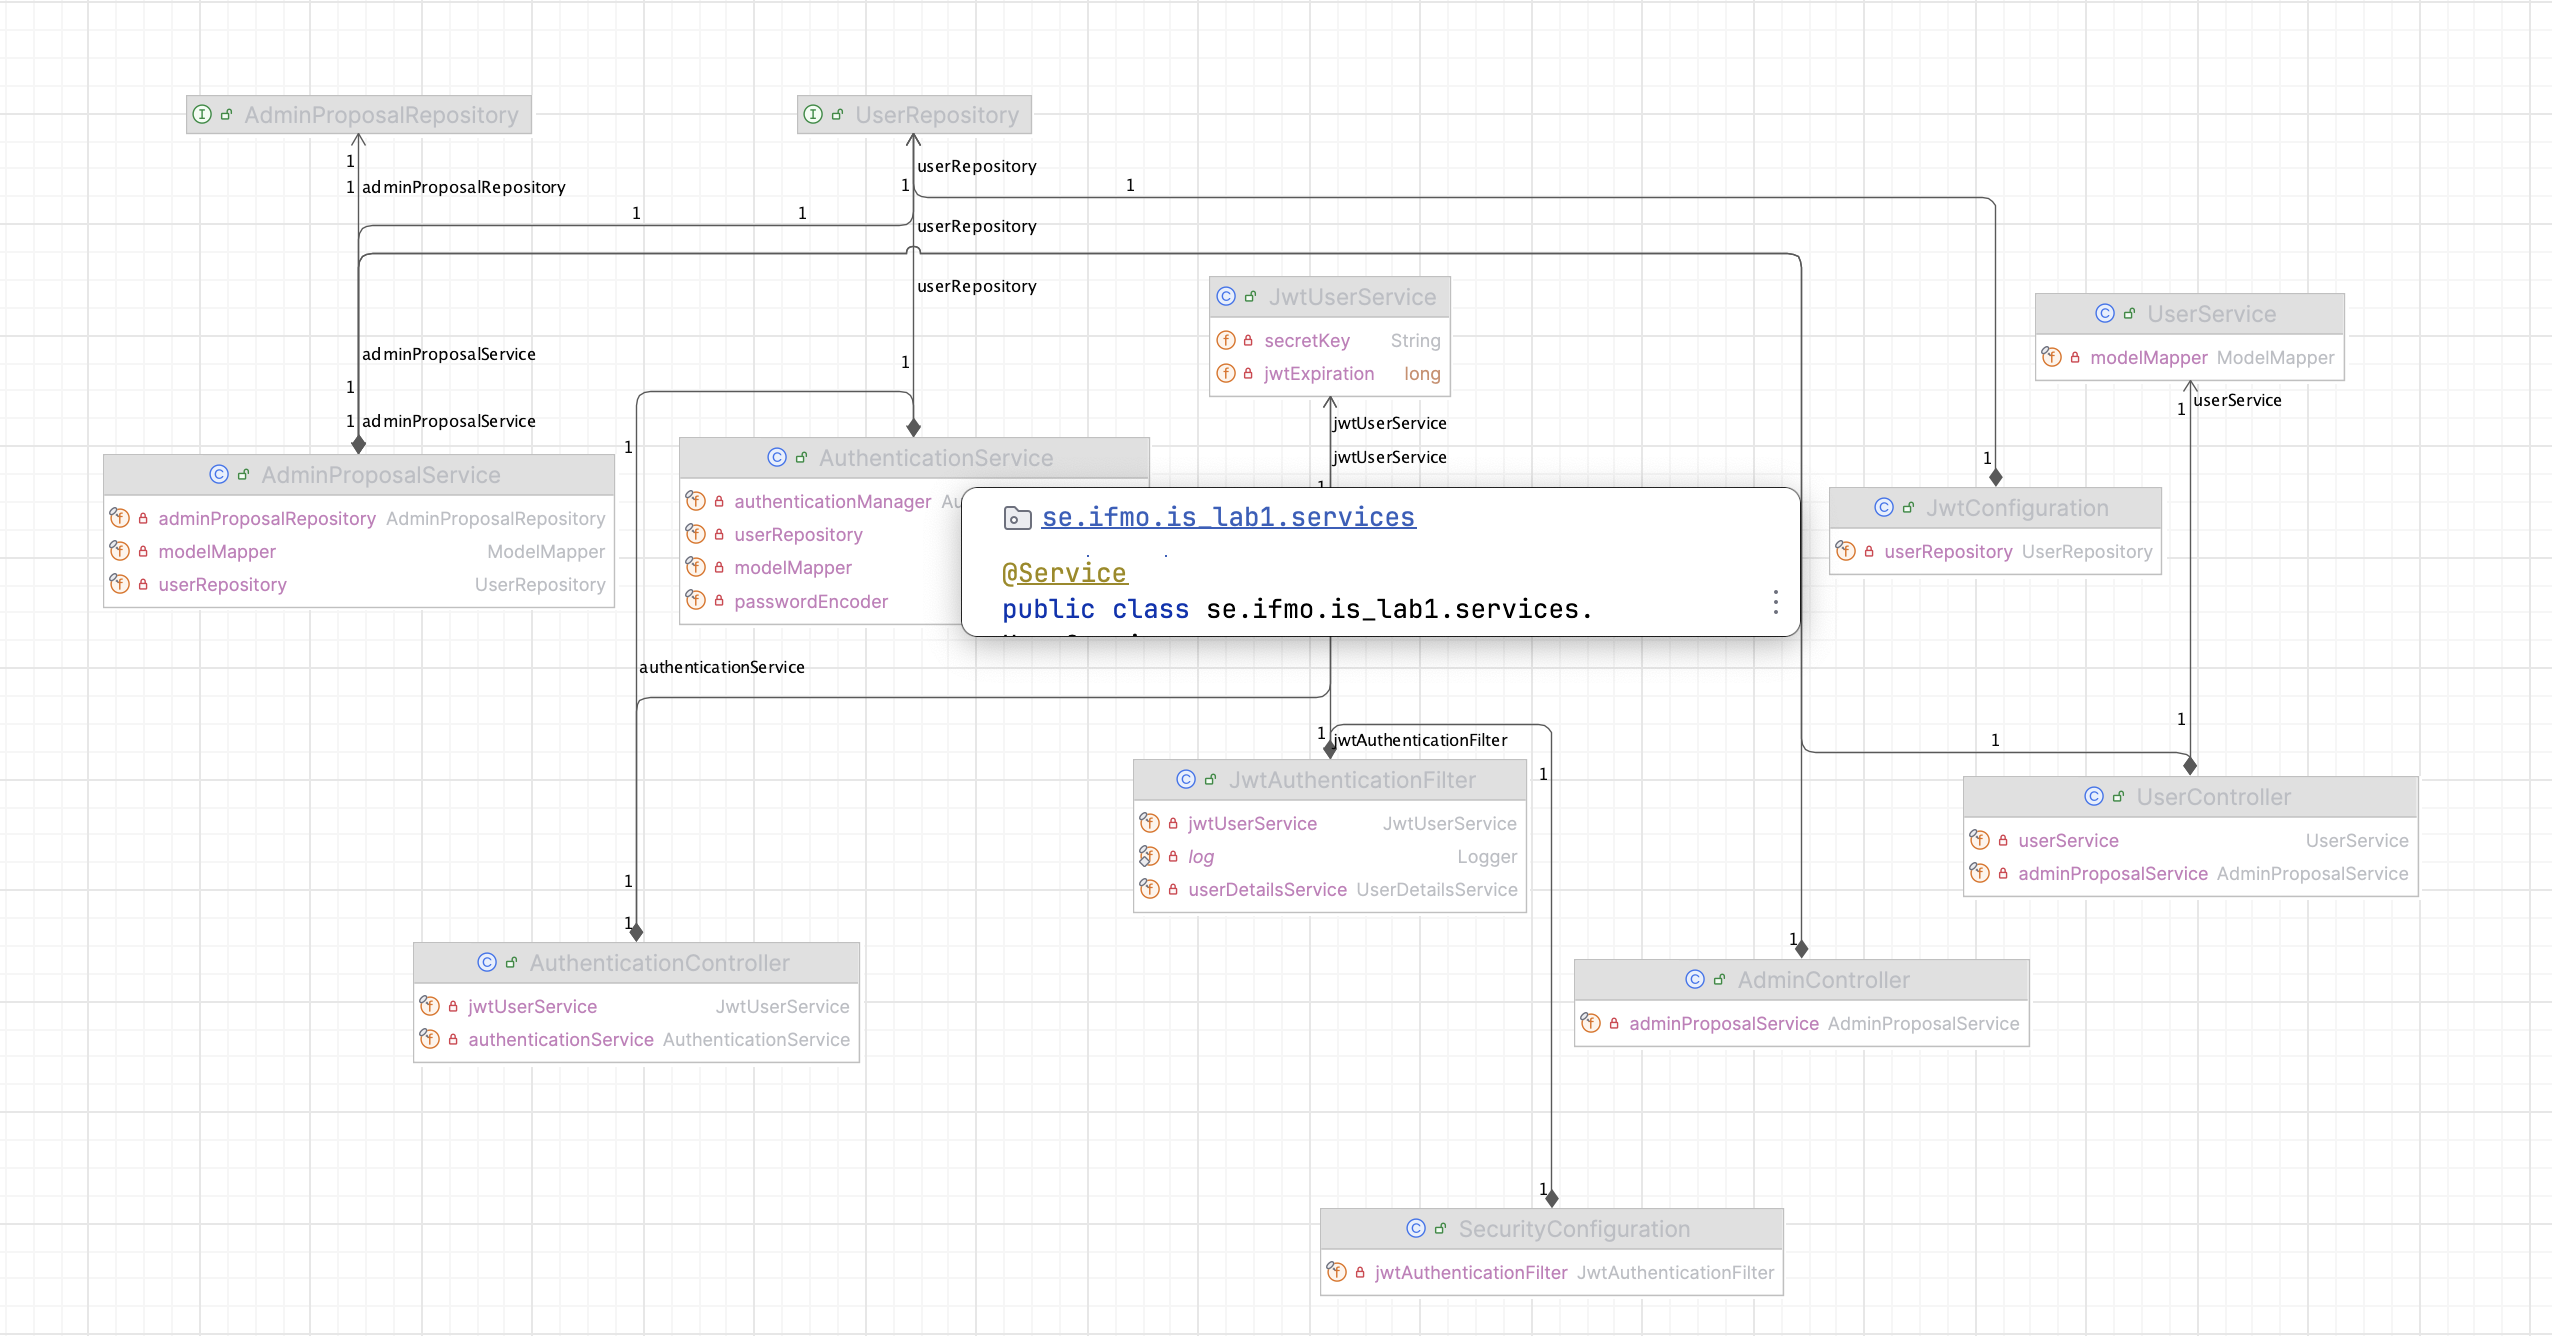 AdminProposalRepository
UserRepository
1
userRepository
1 adminProposalRepository
1
1
1
1
userRepository
userRepository
JwtUserService
secretKey String
jwtExpiration long
UserService
modelMapper ModelMapper
adminProposalService
1
1 adminProposalService
1
1
jwtUserService
jwtUserService
1
1 userService
1
AdminProposalService
adminProposalRepository AdminProposalRepository
modelMapper ModelMapper
userRepository UserRepository
AuthenticationService
authenticationManager Au
userRepository
modelMapper
passwordEncoder
se.ifmo.is_lab1.services
@Service
public class se.ifmo.is_lab1.services.
JwtConfiguration
userRepository UserRepository
authenticationService
1 jwtAuthenticationFilter
1
1
1
JwtAuthenticationFilter
jwtUserService JwtUserService
log Logger
userDetailsService UserDetailsService
UserController
userService UserService
adminProposalService AdminProposalService
1
1
1
AuthenticationController
jwtUserService JwtUserService
authenticationService AuthenticationService
AdminController
adminProposalService AdminProposalService
1
SecurityConfiguration
jwtAuthenticationFilter JwtAuthenticationFilter